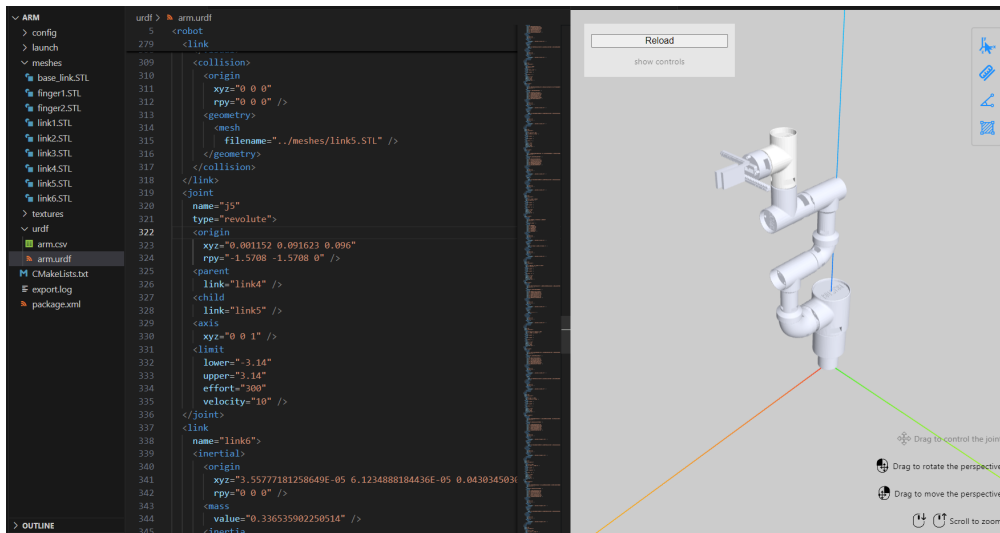 ARM
config
launch
meshes
base_link.STL
finger1.STL
finger2.STL
link1.STL
link2.STL
link3.STL
link4.STL
link5.STL
link6.STL
textures
urdf
arm.csv
arm.urdf
CMakeLists.txt
export.log
package.xml
OUTLINE
urdf > arm.urdf
5 <robot
279 <link
309 <collision>
310 <origin
311 xyz="0 0 0"
312 rpy="0 0 0" />
313 <geometry>
314 <mesh
315 filename="../meshes/link5.STL" />
316 </geometry>
317 </collision>
318 </link>
319 <joint
320 name="j5"
321 type="revolute">
322 <origin
323 xyz="0.001152 0.091623 0.096"
324 rpy="-1.5708 -1.5708 0" />
325 <parent
326 link="link4" />
327 <child
328 link="link5" />
329 <axis
330 xyz="0 0 1" />
331 <limit
332 lower="-3.14"
333 upper="3.14"
334 effort="300"
335 velocity="10" />
336 </joint>
337 <link
338 name="link6">
339 <inertial>
340 <origin
341 xyz="3.55777181258649E-05 6.1234888184436E-05 0.0430345030
342 rpy="0 0 0" />
343 <mass
344 value="0.336535902250514" />
345 <inertia
Reload
show controls
Drag to control the joint
Drag to rotate the perspective
Drag to move the perspective
Scroll to zoom